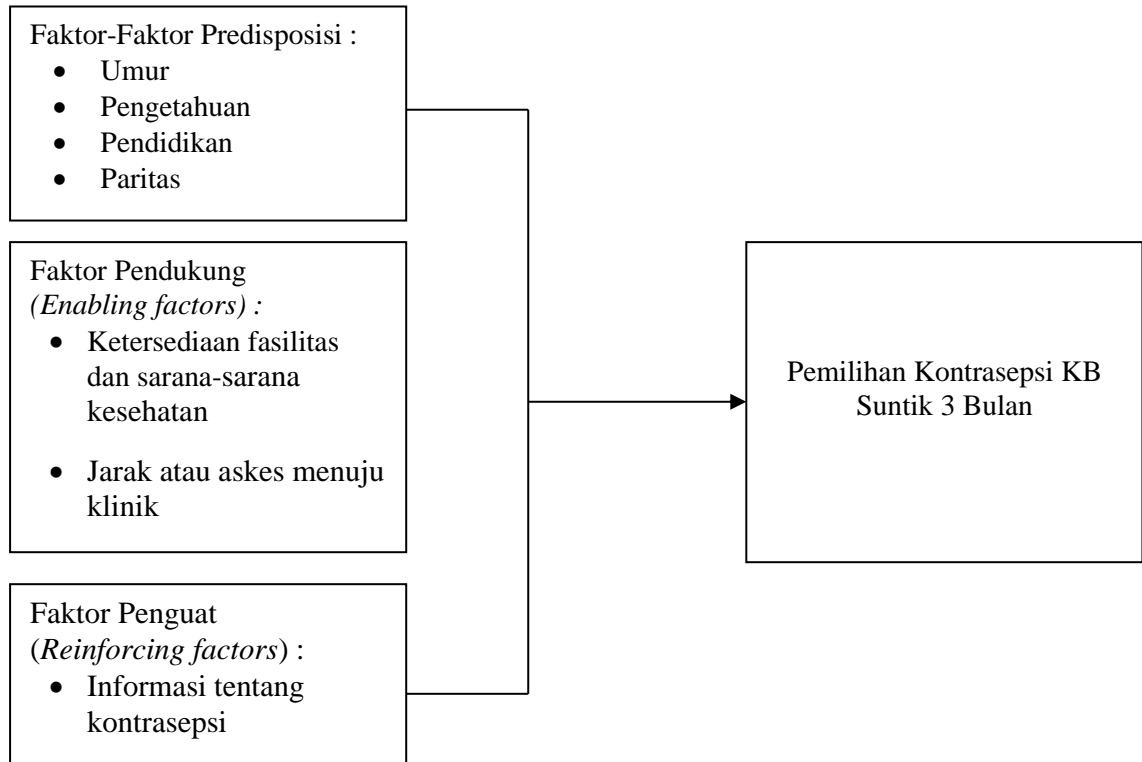 Faktor-Faktor Predisposisi :
• Umur
• Pengetahuan
• Pendidikan
• Paritas
Faktor Pendukung
(Enabling factors) :
• Ketersediaan fasilitas
dan sarana-sarana
kesehatan
• Jarak atau askes menuju
klinik
Faktor Penguat
(Reinforcing factors) :
• Informasi tentang
kontrasepsi
Pemilihan Kontrasepsi KB
Suntik 3 Bulan